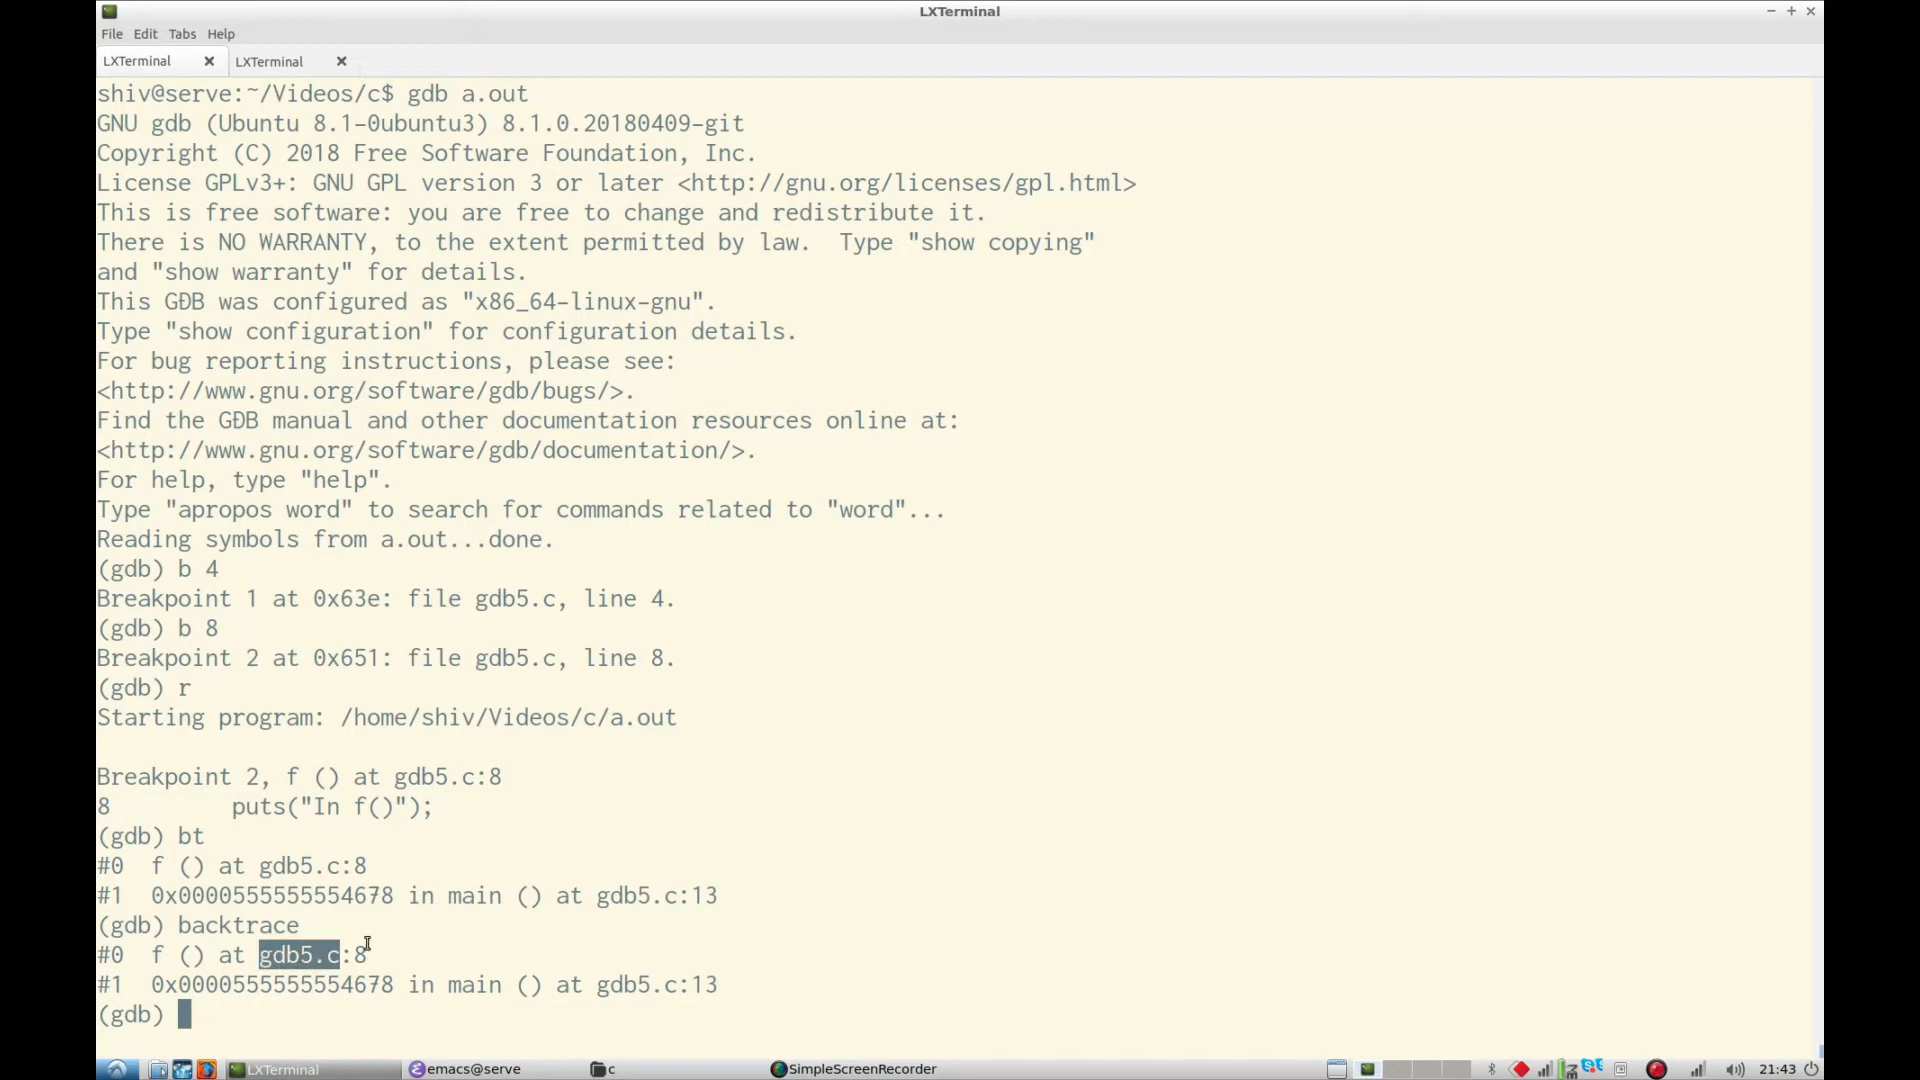 LXTerminal
File Edit Tabs Help
LXTerminal LXTerminal
shiv@serve:~/Videos/c$ gdb a.out
GNU gdb (Ubuntu 8.1-0ubuntu3) 8.1.0.20180409-git
Copyright (C) 2018 Free Software Foundation, Inc.
License GPLv3+: GNU GPL version 3 or later <http://gnu.org/licenses/gpl.html>
This is free software: you are free to change and redistribute it.
There is NO WARRANTY, to the extent permitted by law.  Type "show copying"
and "show warranty" for details.
This GDB was configured as "x86_64-linux-gnu".
Type "show configuration" for configuration details.
For bug reporting instructions, please see:
<http://www.gnu.org/software/gdb/bugs/>.
Find the GDB manual and other documentation resources online at:
<http://www.gnu.org/software/gdb/documentation/>.
For help, type "help".
Type "apropos word" to search for commands related to "word"...
Reading symbols from a.out...done.
(gdb) b 4
Breakpoint 1 at 0x63e: file gdb5.c, line 4.
(gdb) b 8
Breakpoint 2 at 0x651: file gdb5.c, line 8.
(gdb) r
Starting program: /home/shiv/Videos/c/a.out
Breakpoint 2, f () at gdb5.c:8
8         puts("In f()");
(gdb) bt
#0  f () at gdb5.c:8
#1  0x0000555555554678 in main () at gdb5.c:13
(gdb) backtrace
#0  f () at gdb5.c:8
#1  0x0000555555554678 in main () at gdb5.c:13
(gdb)
LXTerminal emacs@serve c SimpleScreenRecorder 21:43